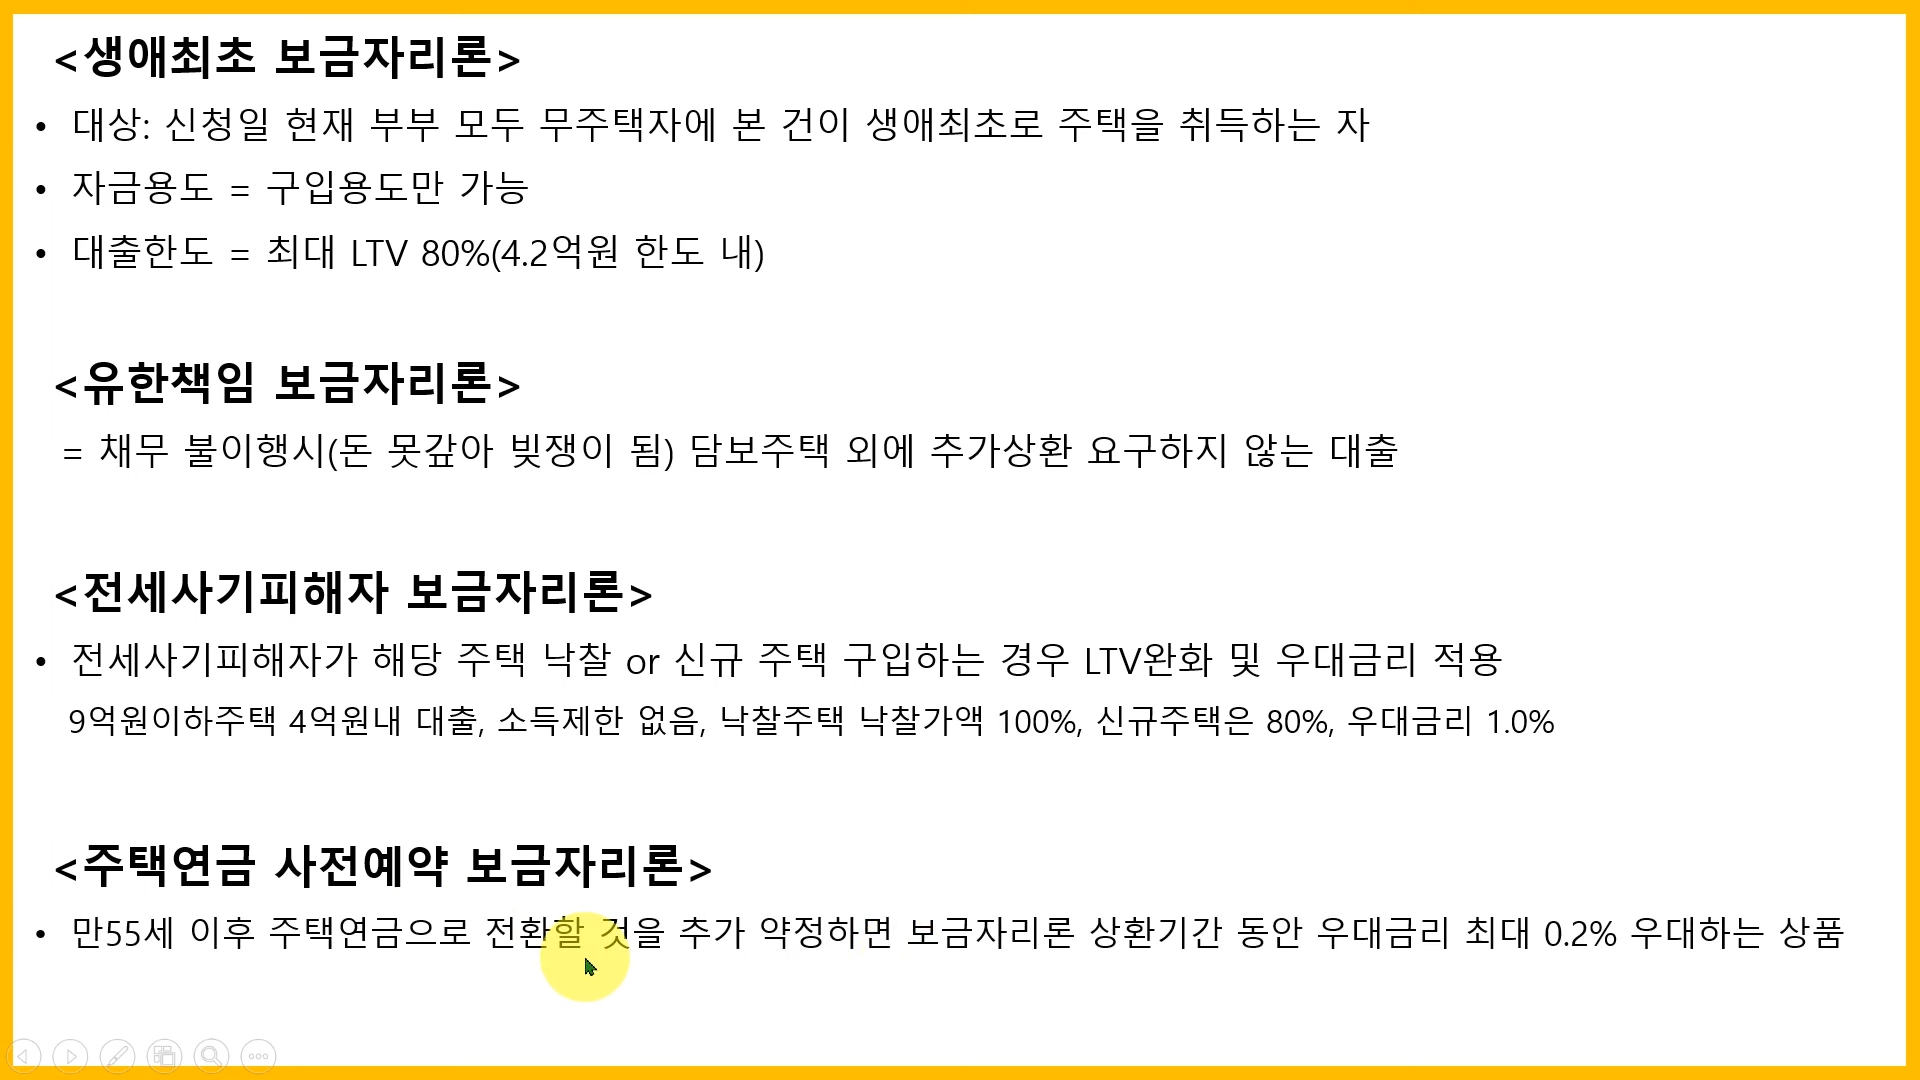 <생애최초 보금자리론>
• 대상: 신청일 현재 부부 모두 무주택자에 본 건이 생애최초로 주택을 취득하는 자
• 자금용도 = 구입용도만 가능
• 대출한도 = 최대 LTV 80%(4.2억원 한도 내)
<유한책임 보금자리론>
= 채무 불이행시(돈 못갚아 빚쟁이 됨) 담보주택 외에 추가상환 요구하지 않는 대출
<전세사기피해자 보금자리론>
• 전세사기피해자가 해당 주택 낙찰 or 신규 주택 구입하는 경우 LTV완화 및 우대금리 적용
9억원이하주택 4억원내 대출, 소득제한 없음, 낙찰주택 낙찰가액 100%, 신규주택은 80%, 우대금리 1.0%
<주택연금 사전예약 보금자리론>
• 만55세 이후 주택연금으로 전환할 것을 추가 약정하면 보금자리론 상환기간 동안 우대금리 최대 0.2% 우대하는 상품